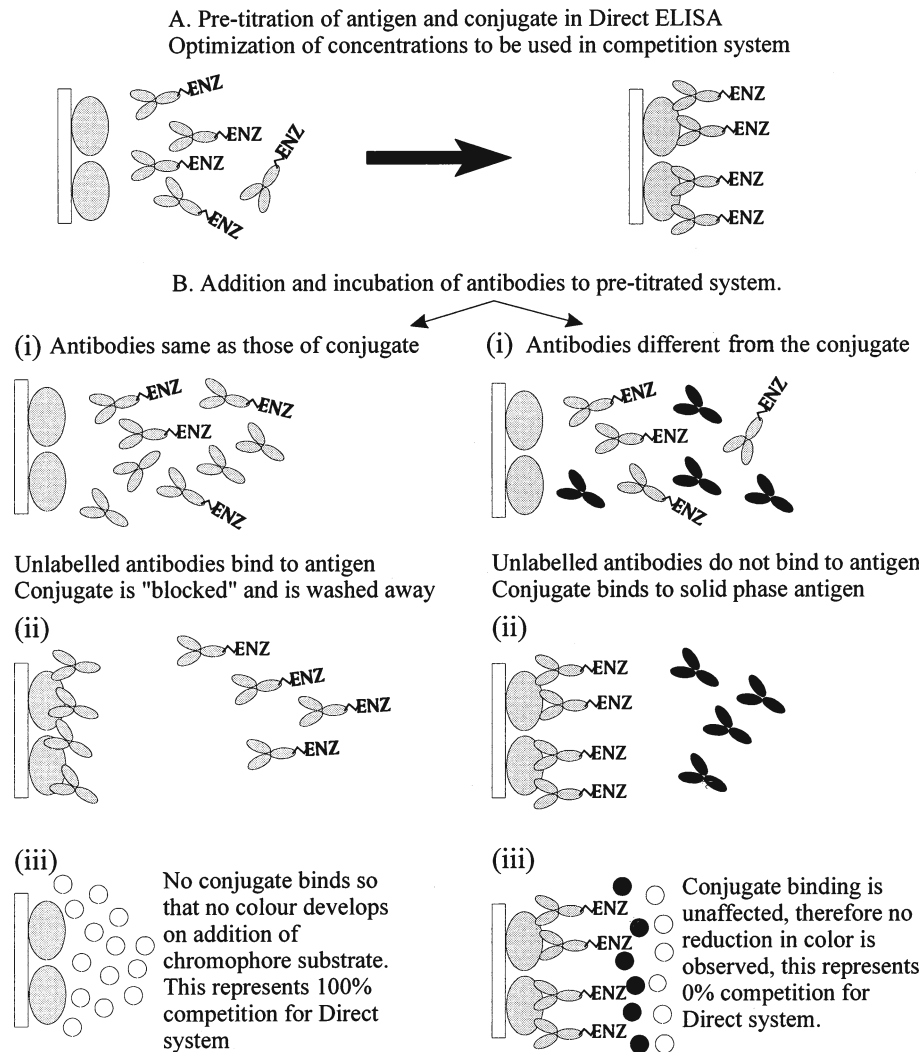 A. Pre-titration of antigen and conjugate in Direct ELISA
Optimization of concentrations to be used in competition system
ENZ
ENZ
ENZ
ENZ
ENZ
ENZ
ENZ
ENZ
ENZ
B. Addition and incubation of antibodies to pre-titrated system.
(i) Antibodies same as those of conjugate
ENZ
ENZ
ENZ
ENZ
Unlabelled antibodies bind to antigen
Conjugate is "blocked" and is washed away
(ii)
ENZ
ENZ
ENZ
ENZ
(iii)
No conjugate binds so
that no colour develops
on addition of
chromophore substrate.
This represents 100%
competition for Direct
system
(i) Antibodies different from the conjugate
ENZ
ENZ
ENZ
ENZ
Unlabelled antibodies do not bind to antigen
Conjugate binds to solid phase antigen
(ii)
ENZ
ENZ
ENZ
ENZ
(iii)
ENZ
ENZ
ENZ
ENZ
Conjugate binding is
unaffected, therefore no
reduction in color is
observed, this represents
0% competition for
Direct system.